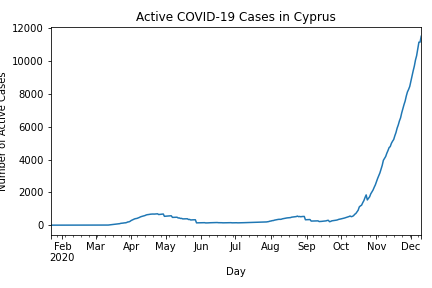 Active COVID-19 Cases in Cyprus
12000
10000
8000
6000
4000
2000
0
Number of Active Cases
Feb Mar Apr May Jun Jul Aug Sep Oct Nov Dec
2020
Day